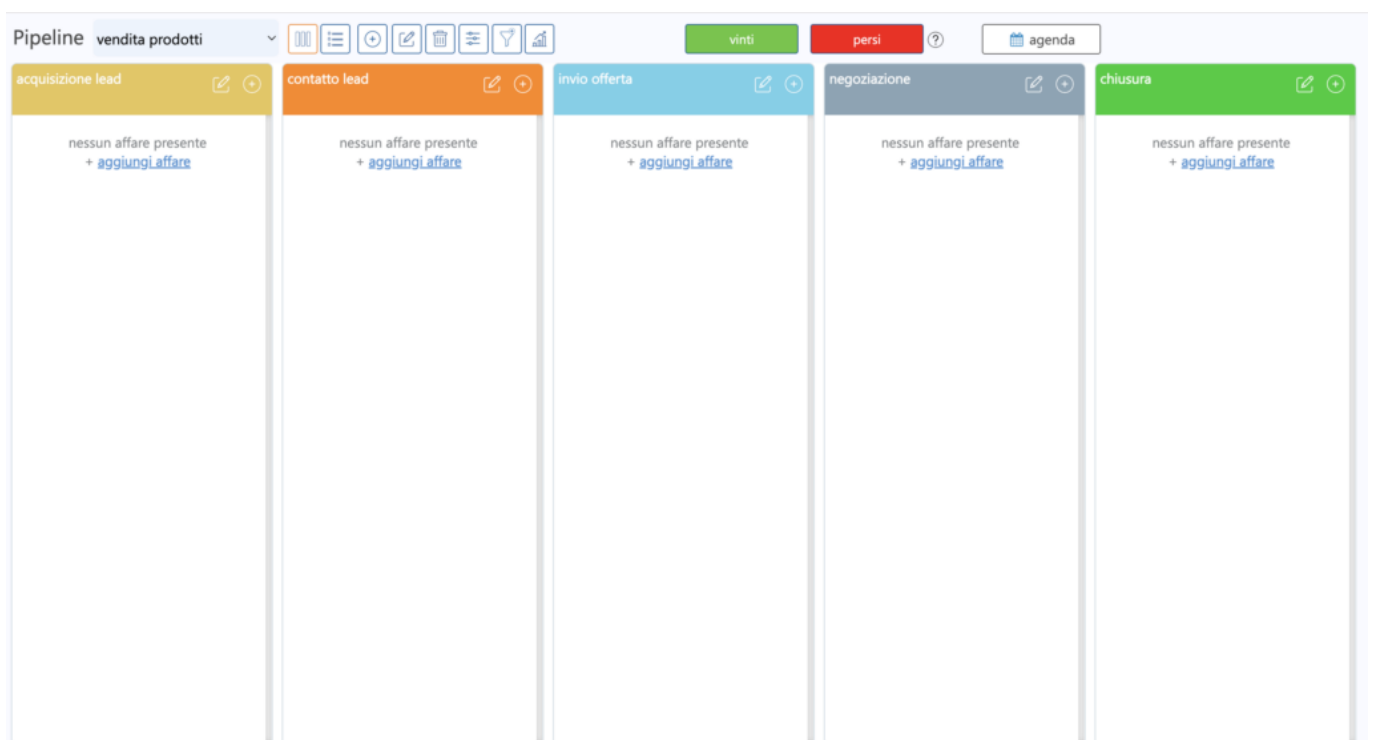 Pipeline vendita prodotti
vinti
persi
?
agenda
acquisizione lead
contatto lead
invio offerta
negoziazione
chiusura
nessun affare presente
+ aggiungi affare
nessun affare presente
+ aggiungi affare
nessun affare presente
+ aggiungi affare
nessun affare presente
+ aggiungi affare
nessun affare presente
+ aggiungi affare